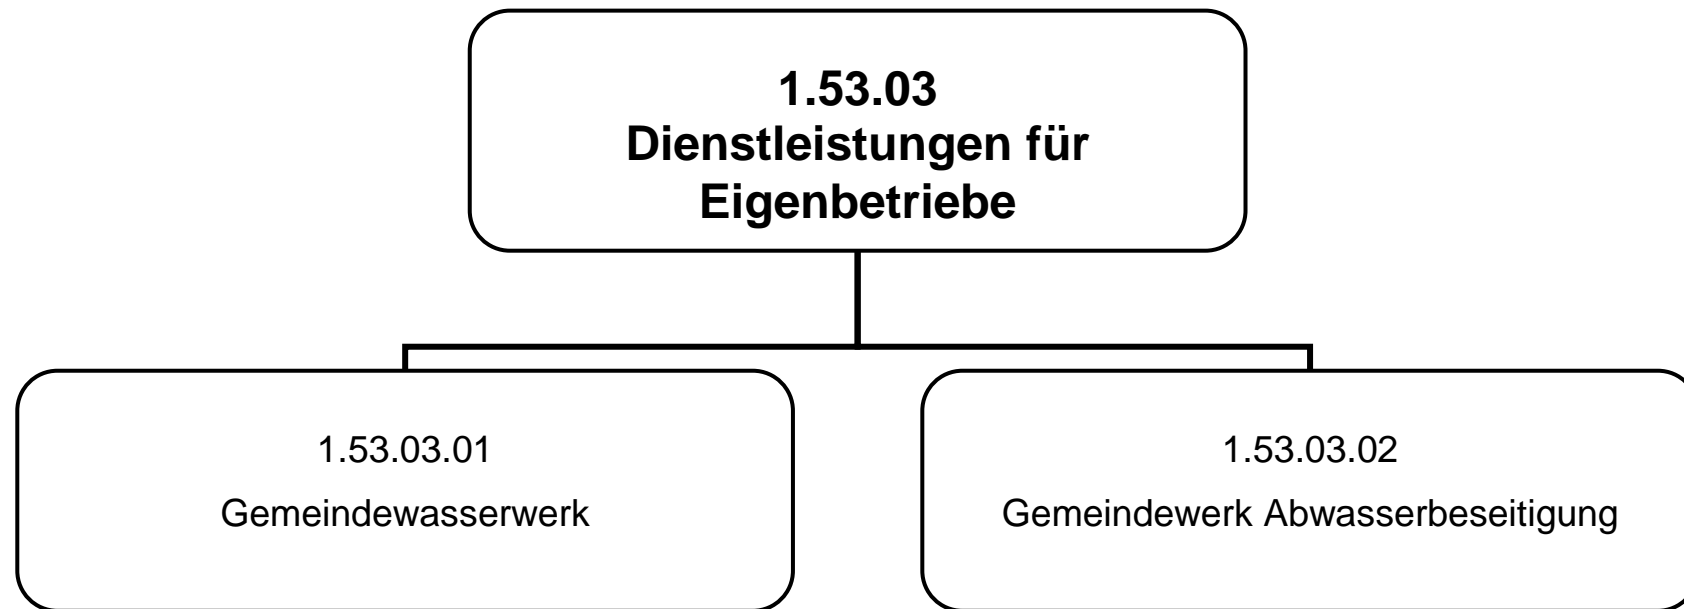 1.53.03
Dienstleistungen für
Eigenbetriebe
1.53.03.01
Gemeindewasserwerk
1.53.03.02
Gemeindewerk Abwasserbeseitigung